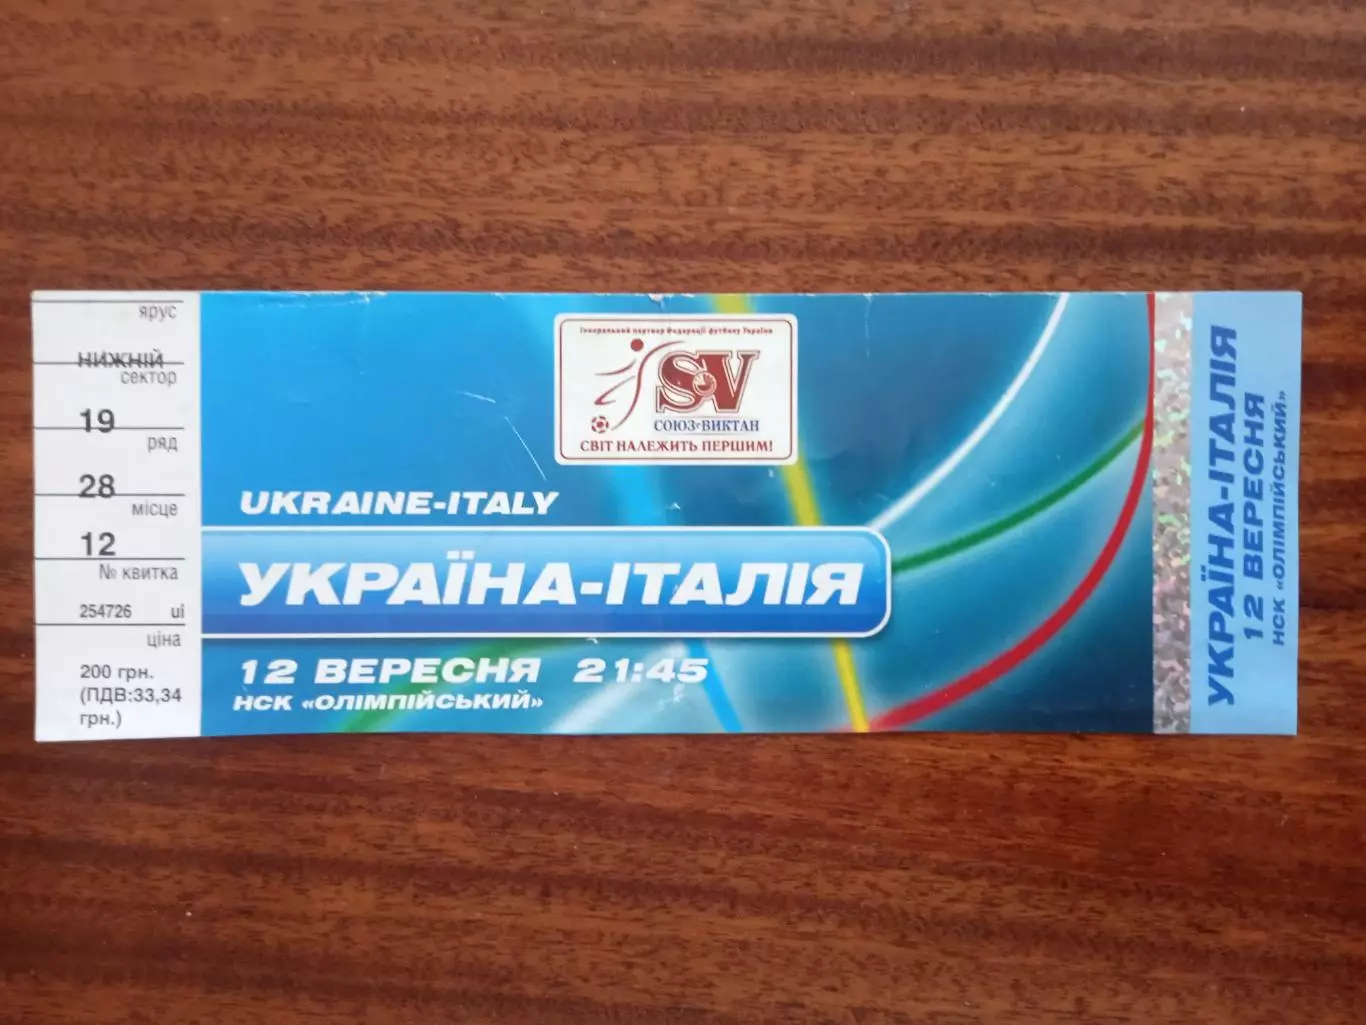 ярус
НИЖНІЙ
сектор
19
ряд
28
місце
12
№ квитка
254726 ui
ціна
200 грн.
(ПДВ:33,34
грн.)
Генеральний партнер Федерації футболу України
SV
СОЮЗ-ВИКТАН
СВІТ НАЛЕЖИТЬ ПЕРШИМ!
UKRAINE-ITALY
УКРАЇНА-ІТАЛІЯ
12 ВЕРЕСНЯ 21:45
НСК «ОЛІМПІЙСЬКИЙ»
УКРАЇНА-ІТАЛІЯ
12 ВЕРЕСНЯ
НСК «ОЛІМПІЙСЬКИЙ»